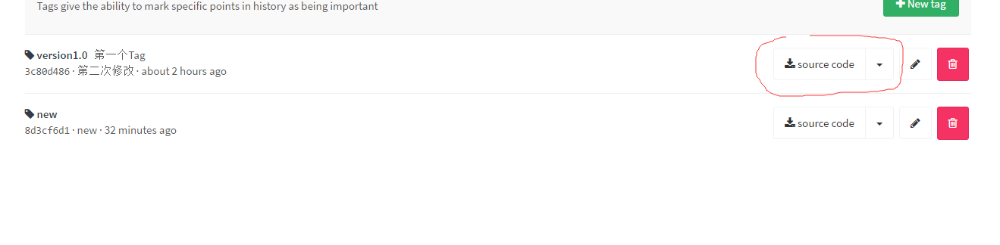 Tags give the ability to mark specific points in history as being important
New tag
version1.0 第一个Tag
source code
3c80d486 · 第二次修改 · about 2 hours ago
new
source code
8d3cf6d1 · new · 32 minutes ago